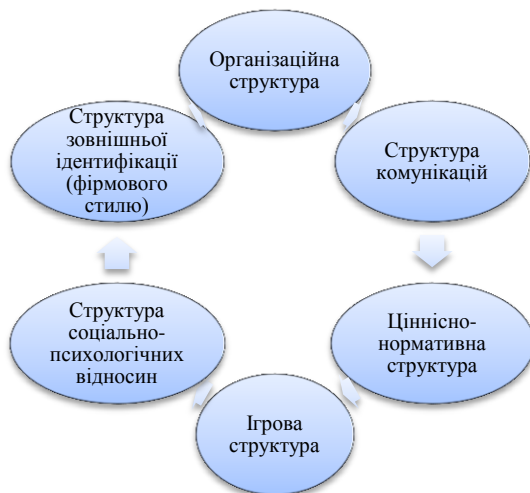 Організаційна
структура
Структура
комунікацій
Ціннісно-
нормативна
структура
Ігрова
структура
Структура
соціально-
психологічних
відносин
Структура
зовнішньої
ідентифікації
(фірмового
стилю)